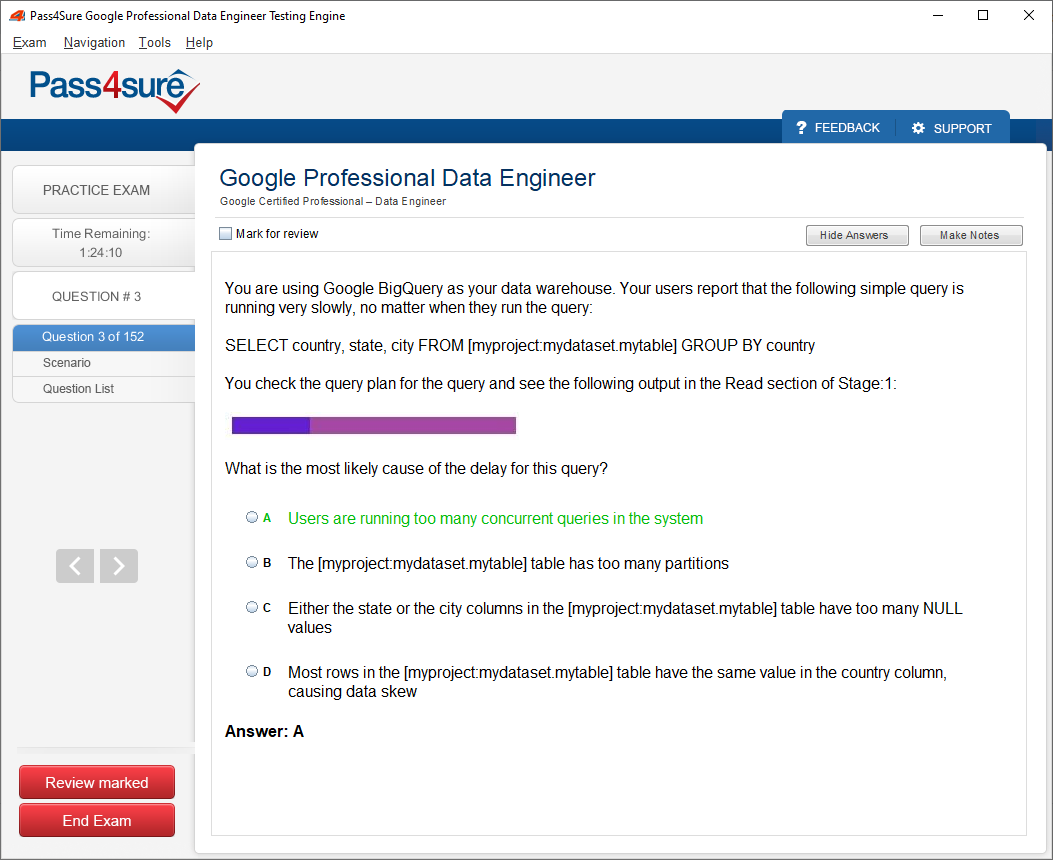 Pass4Sure Google Professional Data Engineer Testing Engine
Exam Navigation Tools Help
Pass4sure
? FEEDBACK SUPPORT
PRACTICE EXAM
Time Remaining:
1:24:10
QUESTION # 3
Question 3 of 152
Scenario
Question List
Review marked
End Exam
Google Professional Data Engineer
Google Certified Professional – Data Engineer
Mark for review
Hide Answers
Make Notes
You are using Google BigQuery as your data warehouse. Your users report that the following simple query is
running very slowly, no matter when they run the query:
SELECT country, state, city FROM [myproject:mydataset.mytable] GROUP BY country
You check the query plan for the query and see the following output in the Read section of Stage:1:
What is the most likely cause of the delay for this query?
A Users are running too many concurrent queries in the system
B The [myproject:mydataset.mytable] table has too many partitions
C Either the state or the city columns in the [myproject:mydataset.mytable] table have too many NULL
values
D Most rows in the [myproject:mydataset.mytable] table have the same value in the country column,
causing data skew
Answer: A